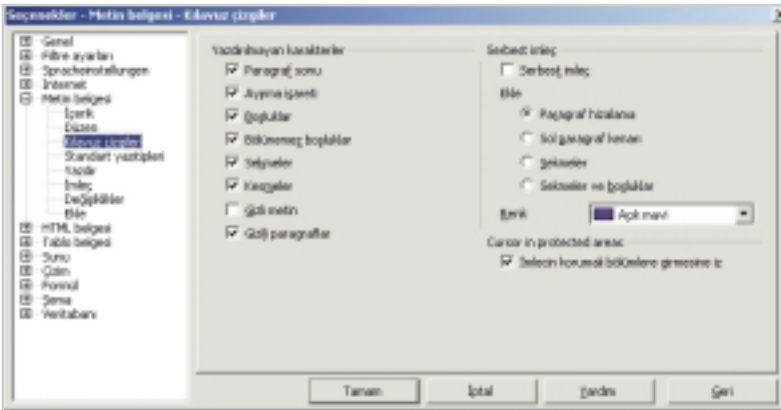 Seçenekler - Metin belgesi - Kılavuz çizgiler
Genel
Filtre ayarları
Spracheinstellungen
Internet
Metin belgesi
İçerik
Düzen
Kılavuz çizgiler
Standart yazıtipleri
Yazdır
İmleç
Değişiklikler
Ekle
HTML belgesi
Tablo belgesi
Sunu
Çizim
Formül
Şema
Veritabanı
Yazdırılmayan karakterler
Paragraf sonu
Ayırma işareti
Boşluklar
Bölünemez boşluklar
Sekmeler
Kesmeler
Gizli metin
Gizli paragraflar
Serbest imleç
Serbest imleç
Ekle
Paragraf hizalama
Sol paragraf kenarı
Sekmeler
Sekmeler ve boşluklar
Renk
Açık mavi
Cursor in protected areas
İmlecin korumalı bölümlere girmesine iz
Tamam
İptal
Yardım
Geri